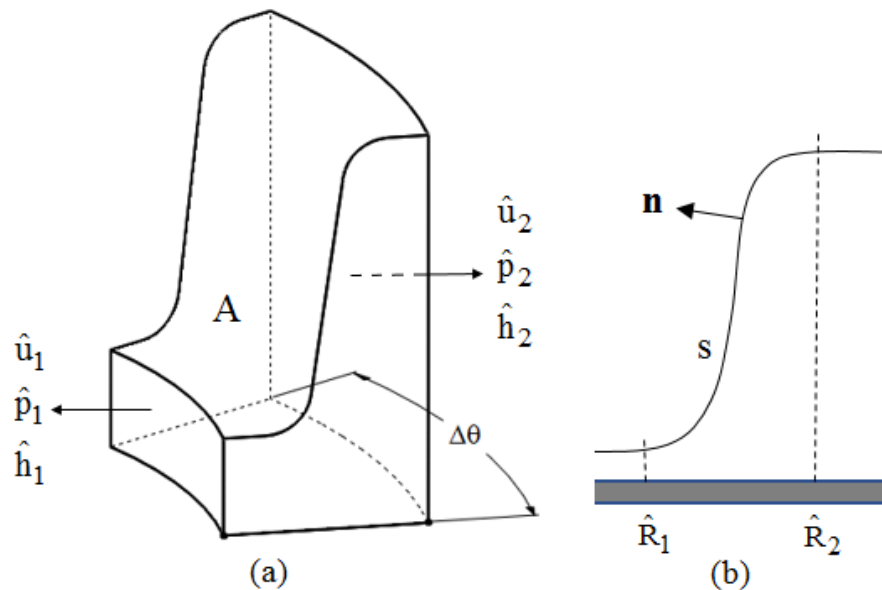 û₁
p̂₁
ĥ₁
A
û₂
p̂₂
ĥ₂
Δθ
(a)
n
s
R̂₁
R̂₂
(b)